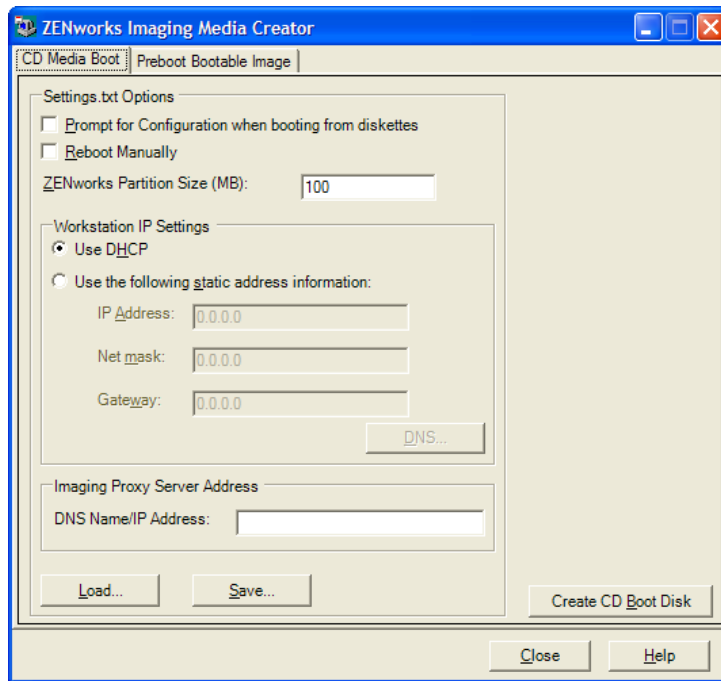 ZENworks Imaging Media Creator
CD Media Boot Preboot Bootable Image
Settings.txt Options
Prompt for Configuration when booting from diskettes
Reboot Manually
ZENworks Partition Size (MB): 100
Workstation IP Settings
Use DHCP
Use the following static address information:
IP Address: 0.0.0.0
Net mask: 0.0.0.0
Gateway: 0.0.0.0
DNS...
Imaging Proxy Server Address
DNS Name/IP Address:
Load... Save...
Create CD Boot Disk
Close Help